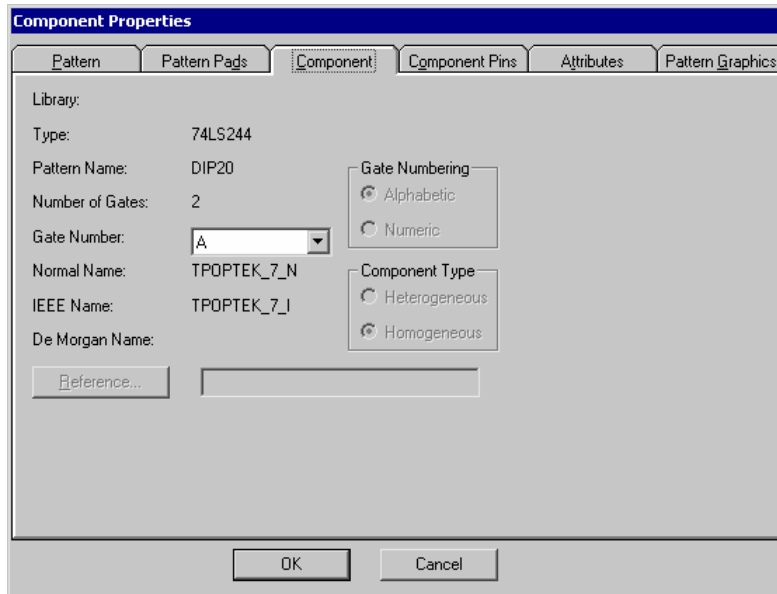 Component Properties
Pattern Pattern Pads Component Component Pins Attributes Pattern Graphics
Library:
Type: 74LS244
Pattern Name: DIP20
Gate Numbering
Alphabetic
Number of Gates: 2
Numeric
Gate Number: A
Normal Name: TPOPTEK_7_N
Component Type
Heterogeneous
IEEE Name: TPOPTEK_7_I
Homogeneous
De Morgan Name:
Reference...
OK Cancel